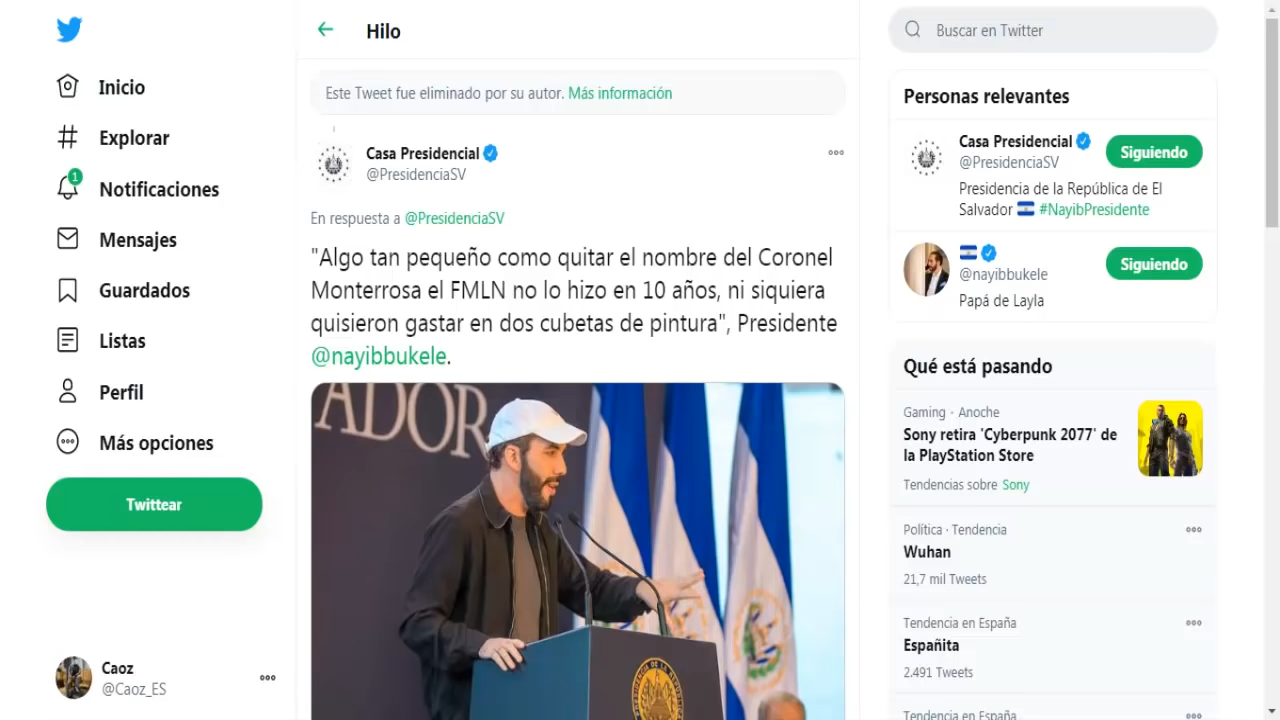 Inicio
Explorar
1
Notificaciones
Mensajes
Guardados
Listas
Perfil
Más opciones
Twittear
Caoz
@Caoz_ES
Hilo
Este Tweet fue eliminado por su autor. Más información
Casa Presidencial
@PresidenciaSV
En respuesta a @PresidenciaSV
"Algo tan pequeño como quitar el nombre del Coronel
Monterrosa el FMLN no lo hizo en 10 años, ni siquiera
quisieron gastar en dos cubetas de pintura", Presidente
@nayibbukele.
ADOR
Buscar en Twitter
Personas relevantes
Casa Presidencial
@PresidenciaSV
Siguiendo
Presidencia de la República de El
Salvador 🇸🇻 #NayibPresidente
🇸🇻
@nayibbukele
Siguiendo
Papá de Layla
Qué está pasando
Gaming · Anoche
Sony retira 'Cyberpunk 2077' de
la PlayStation Store
Tendencias sobre Sony
Política · Tendencia
Wuhan
21,7 mil Tweets
Tendencia en España
Españita
2.491 Tweets
Tendencia en España